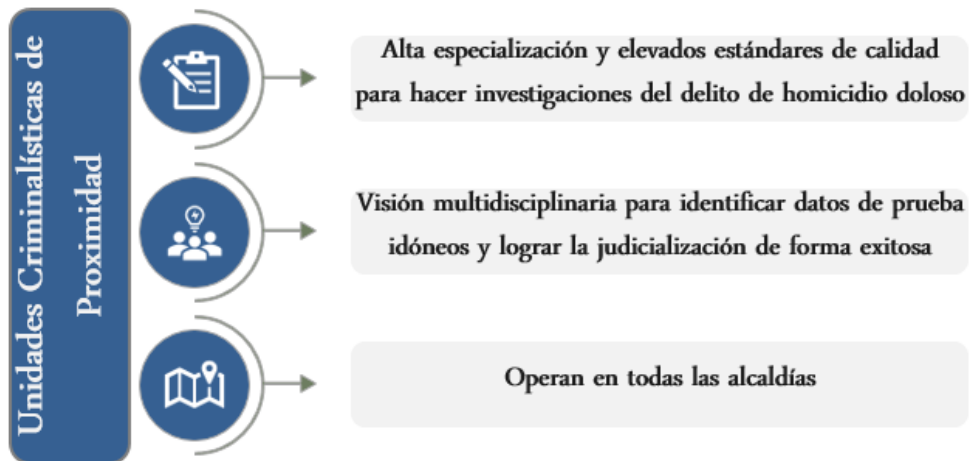 Unidades Criminalísticas de
Proximidad
Alta especialización y elevados estándares de calidad
para hacer investigaciones del delito de homicidio doloso
Visión multidisciplinaria para identificar datos de prueba
idóneos y lograr la judicialización de forma exitosa
Operan en todas las alcaldías